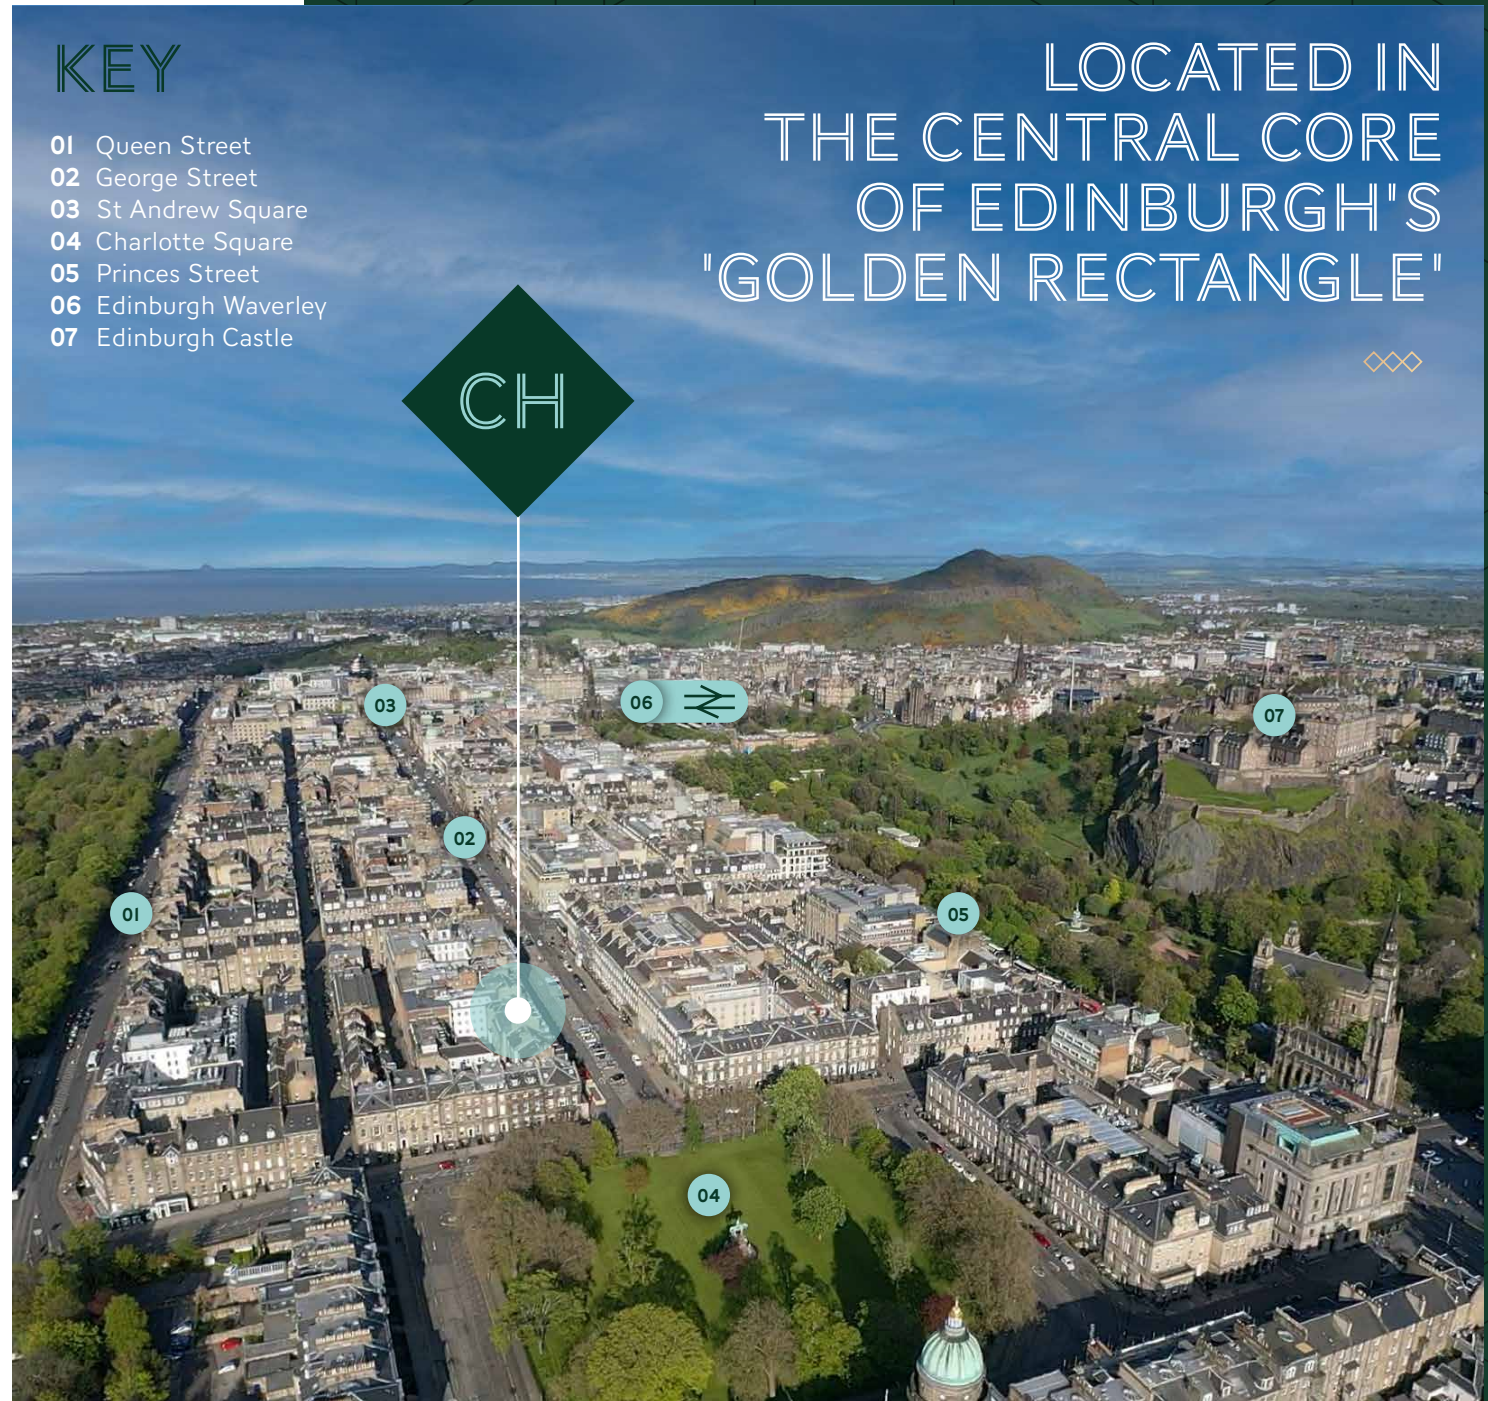 KEY
01 Queen Street
02 George Street
03 St Andrew Square
04 Charlotte Square
05 Princes Street
06 Edinburgh Waverley
07 Edinburgh Castle
LOCATED IN
THE CENTRAL CORE
OF EDINBURGH'S
'GOLDEN RECTANGLE'
CH
03
06
07
02
01
05
04